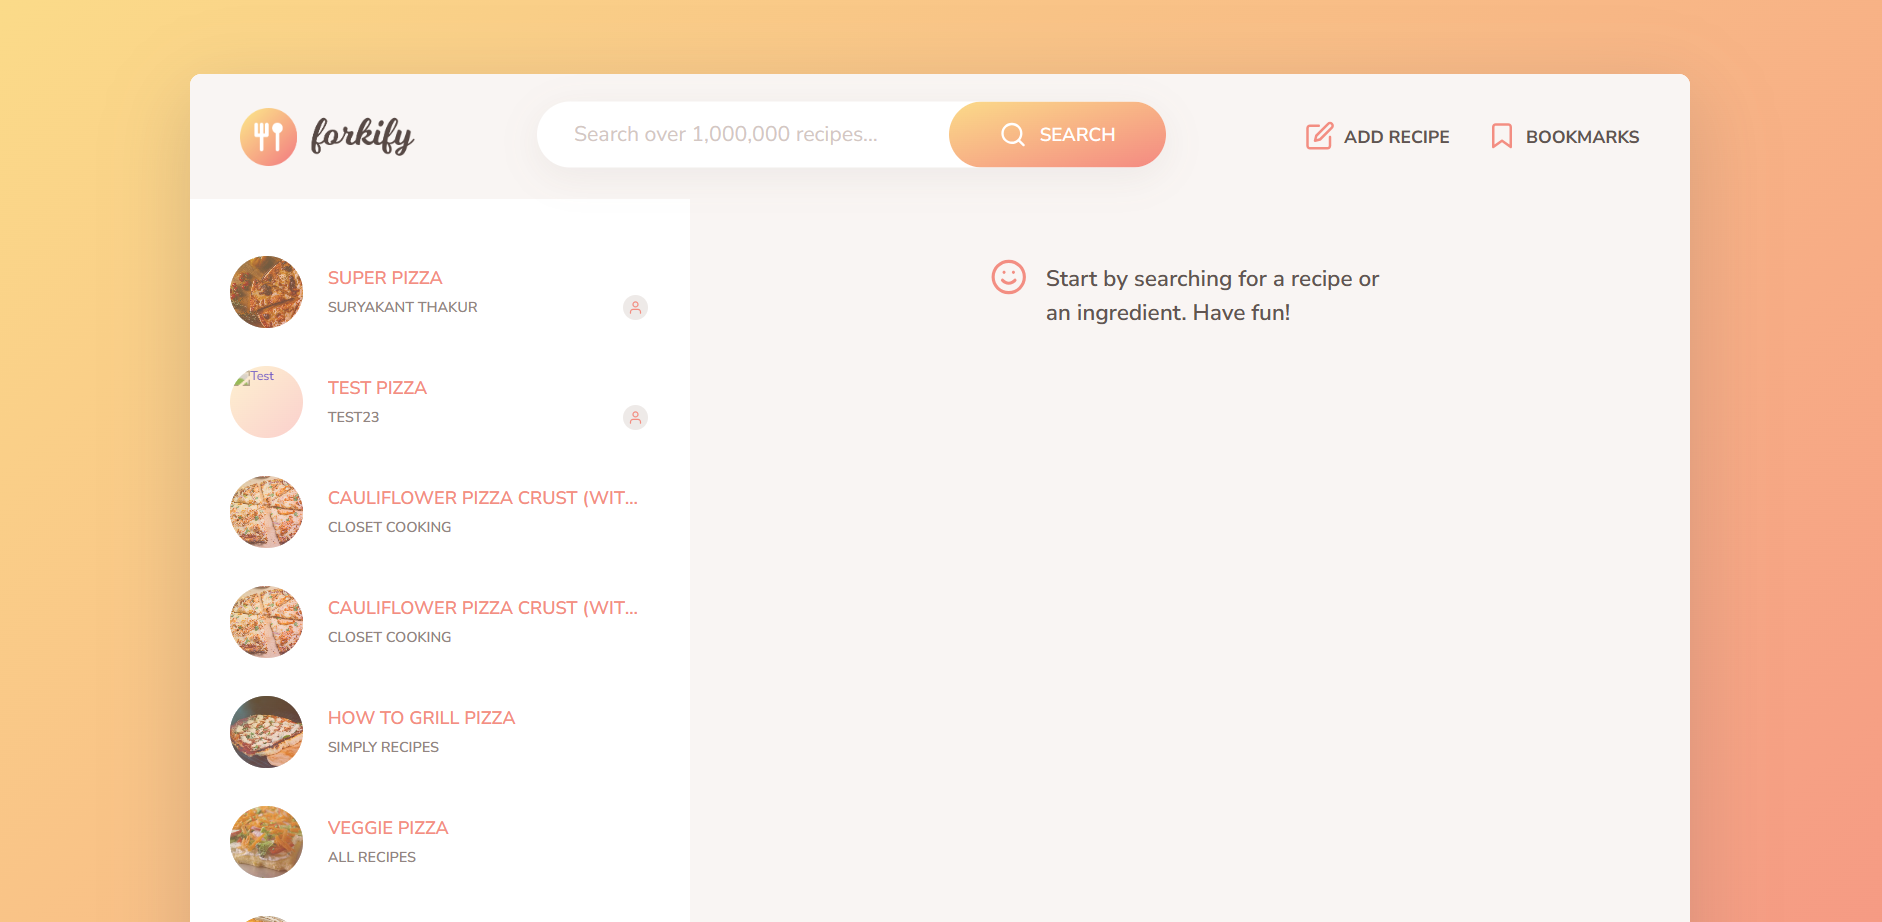 forkify
Search over 1,000,000 recipes...
SEARCH
ADD RECIPE
BOOKMARKS
SUPER PIZZA
SURYAKANT THAKUR
Test
TEST PIZZA
TEST23
CAULIFLOWER PIZZA CRUST (WIT...
CLOSET COOKING
CAULIFLOWER PIZZA CRUST (WIT...
CLOSET COOKING
HOW TO GRILL PIZZA
SIMPLY RECIPES
VEGGIE PIZZA
ALL RECIPES
Start by searching for a recipe or
an ingredient. Have fun!